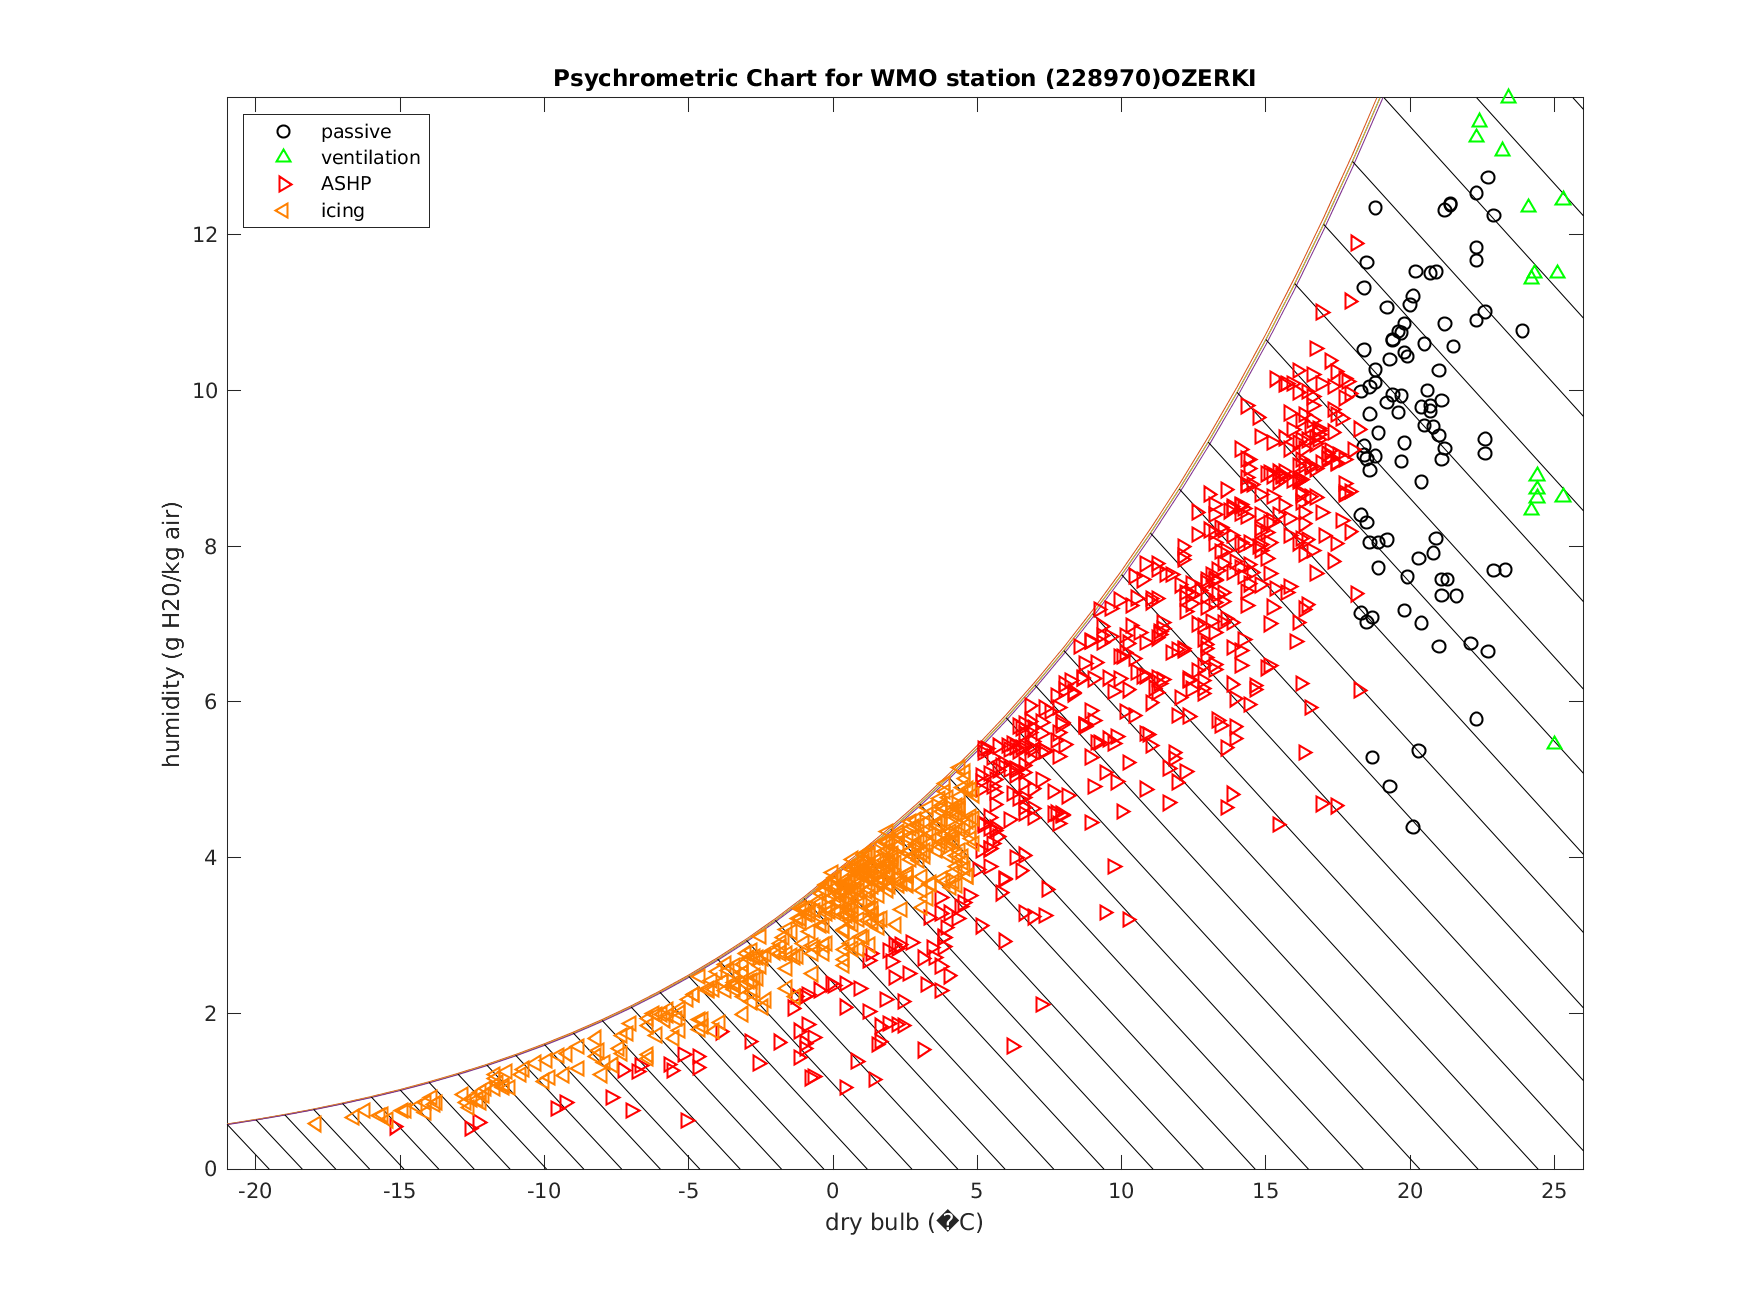 Psychrometric Chart for WMO station (228970)OZERKI
passive
ventilation
ASHP
icing
humidity (g H20/kg air)
12
10
8
6
4
2
0
-20 -15 -10 -5 0 5 10 15 20 25
dry bulb (�C)